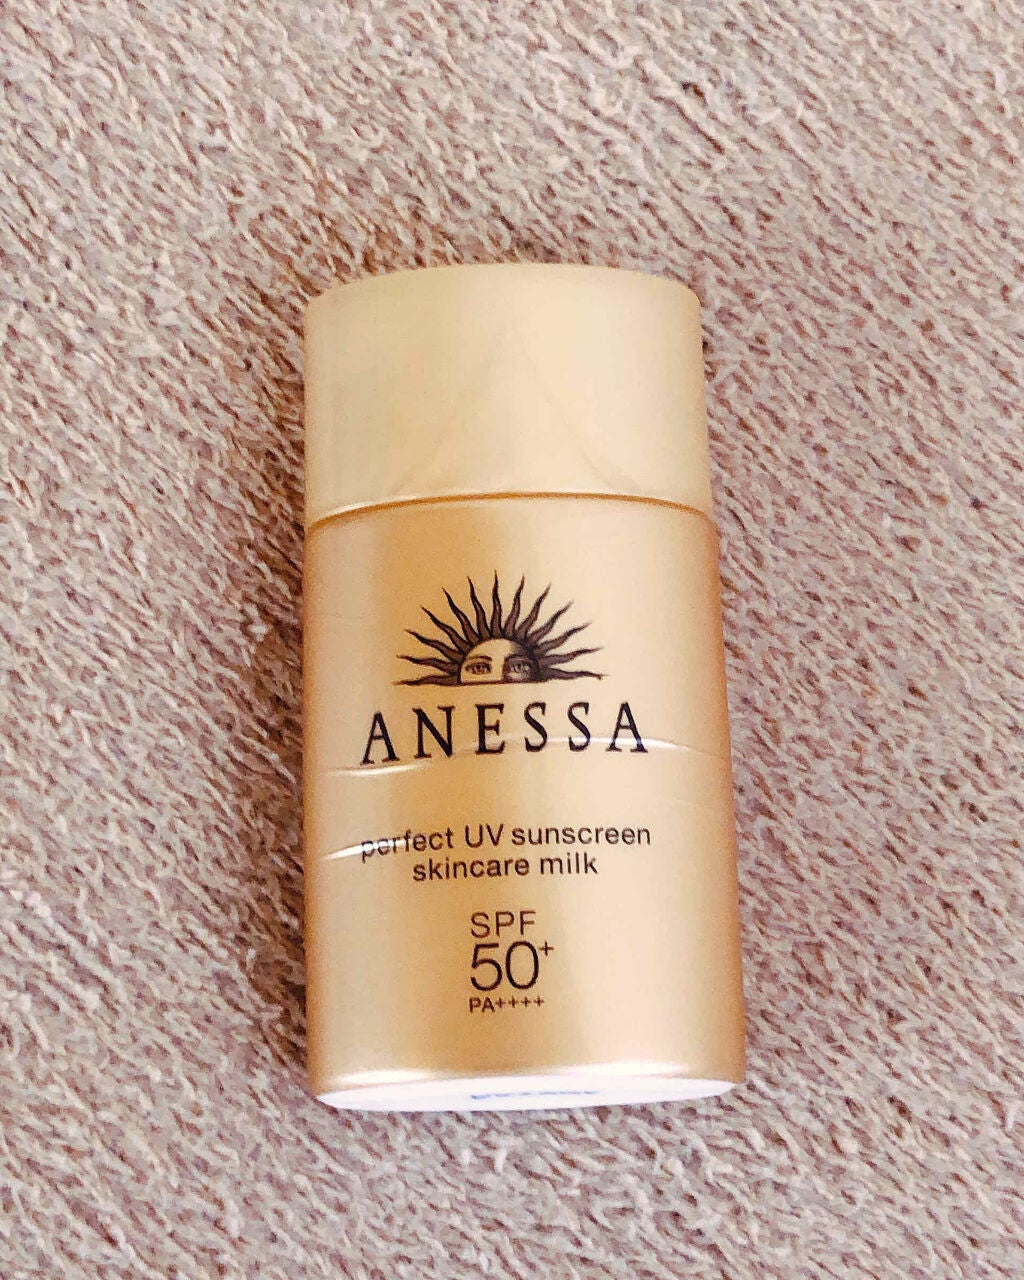 ANESSA
perfect UV sunscreen
skincare milk
SPF
50+
PA++++